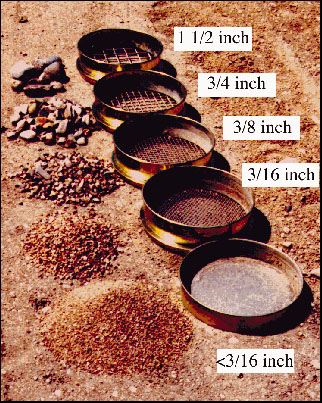 1 1/2 inch
3/4 inch
3/8 inch
3/16 inch
<3/16 inch